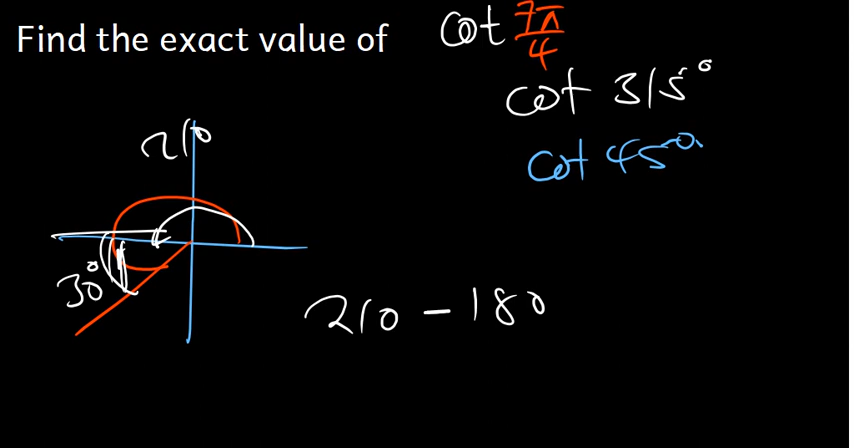 Find the exact value of cot 7π/4
cot 315°
cot 45°
210
30°
210 - 180